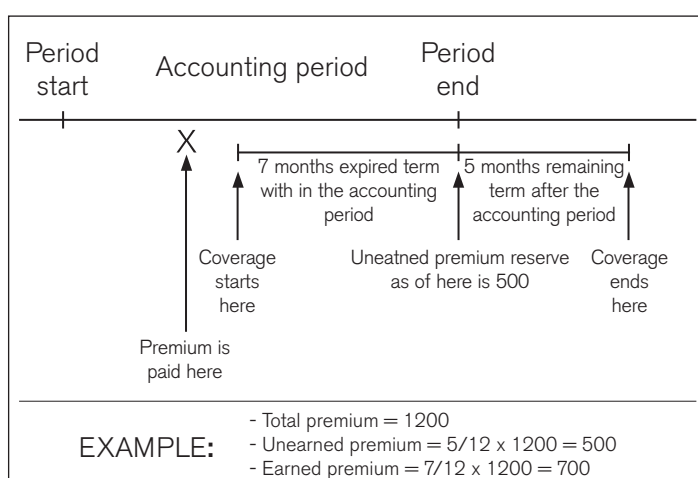 Period
start
Accounting period
Period
end
X
7 months expired term
with in the accounting
period
5 months remaining
term after the
accounting period
Coverage
starts
here
Uneatned premium reserve
as of here is 500
Coverage
ends
here
Premium is
paid here
EXAMPLE:
- Total premium = 1200
- Unearned premium = 5/12 x 1200 = 500
- Earned premium = 7/12 x 1200 = 700